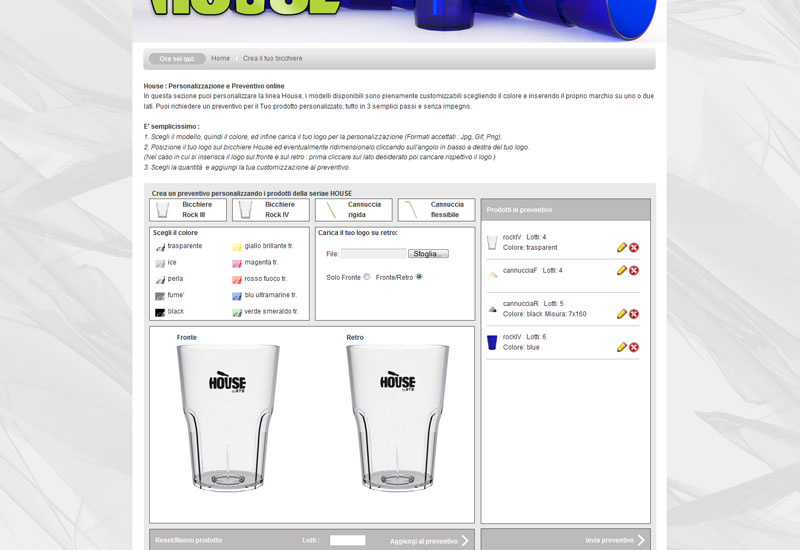 HOUSE
Ora sei qui: Home Crea il tuo bicchiere
House : Personalizzazione e Preventivo online
In questa sezione puoi personalizzare la linea House, i modelli disponibili sono pienamente customizzabili scegliendo il colore e inserendo il proprio marchio su uno o due
lati. Puoi richiedere un preventivo per il Tuo prodotto personalizzato, tutto in 3 semplici passi e senza impegno.
E' semplicissimo :
1. Scegli il modello, quindi il colore, ed infine carica il tuo logo per la personalizzazione (Formati accettati : Jpg, Gif, Png).
2. Posiziona il tuo logo sul bicchiere House ed eventualmente ridimensionalo cliccando sull'angolo in basso a destra del tuo logo.
(Nel caso in cui si inserisca il logo sul fronte e sul retro : prima cliccare sul lato desiderato poi caricare rispettivo il logo )
3. Scegli la quantità e aggiungi la tua customizzazione al preventivo.
Crea un preventivo personalizzando i prodotti della seriae HOUSE
Bicchiere Rock III
Bicchiere Rock IV
Cannuccia rigida
Cannuccia flessibile
Scegli il colore
trasparente
giallo brillante tr.
ice
magenta tr.
perla
rosso fuoco tr.
fume'
blu ultramarine tr.
black
verde smeraldo tr.
Carica il tuo logo su retro:
File: Sfoglia...
Solo Fronte Fronte/Retro
Fronte
Retro
HOUSE
by STB
HOUSE
by STB
Reset/Nuovo prodotto Lotti : Aggiungi al preventivo
Prodotti in preventivo
rockIV Lotti: 4
Colore: trasparent
cannucciaF Lotti: 4
cannucciaR Lotti: 5
Colore: black Misura: 7x160
rockIV Lotti: 6
Colore: blue
Invia preventivo